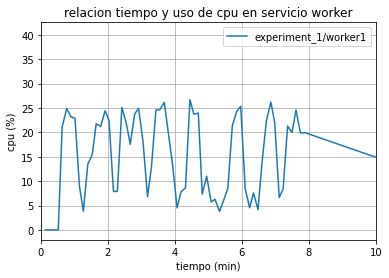 relacion tiempo y uso de cpu en servicio worker
experiment_1/worker1
cpu (%)
40
35
30
25
20
15
10
5
0
0 2 4 6 8 10
tiempo (min)